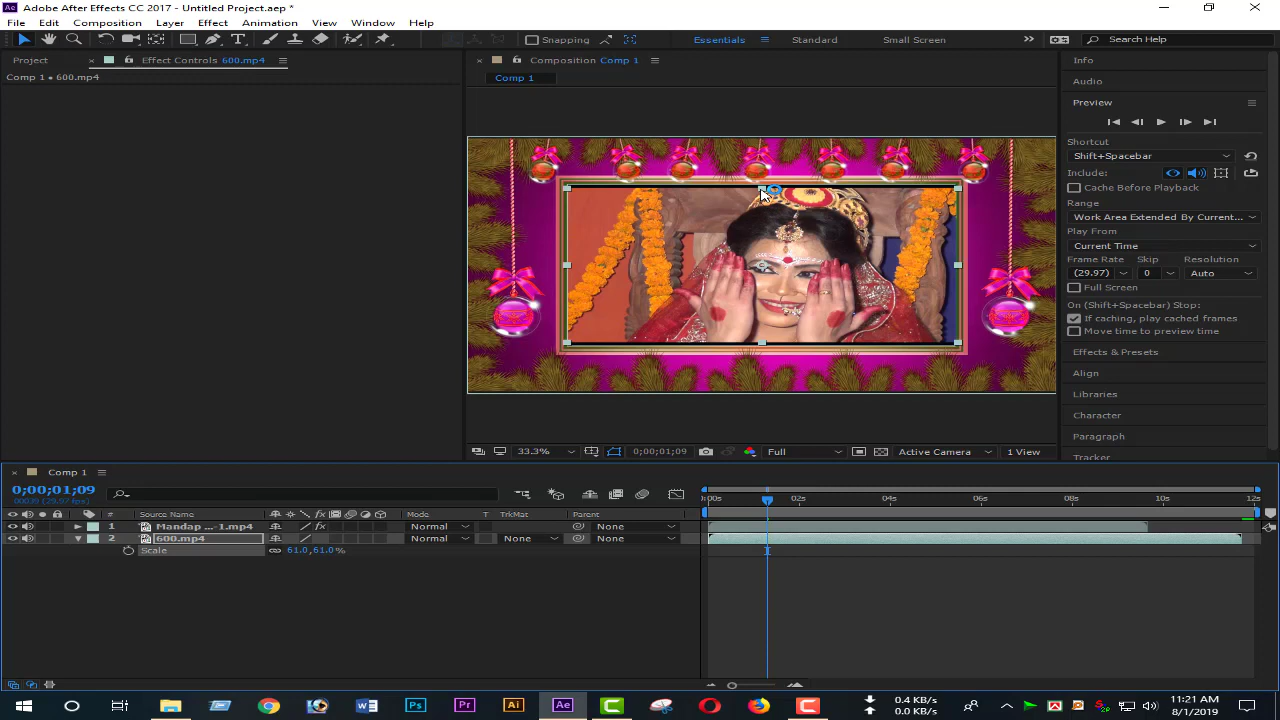 Adobe After Effects CC 2017 - Untitled Project.aep *
File Edit Composition Layer Effect Animation View Window Help
Snapping Essentials Standard Small Screen Search Help
Project Effect Controls 600.mp4 Composition Comp 1 Info
Comp 1 • 600.mp4 Comp 1 Audio
Preview
Shortcut
Shift+Spacebar
Include:
Cache Before Playback
Range
Work Area Extended By Current...
Play From
Current Time
Frame Rate Skip Resolution
(29.97) 0 Auto
Full Screen
On (Shift+Spacebar) Stop:
If caching, play cached frames
Move time to preview time
Effects & Presets
Align
Libraries
Character
Paragraph
Tracker
33.3% 0;00;01;09 Full Active Camera 1 View
Comp 1
0;00;01;09
00039 (29.97 fps)
:00s 02s 04s 06s 08s 10s 12s
# Source Name Mode T TrkMat Parent
1 Mandap ...-1.mp4 Normal None
2 600.mp4 Normal None None
Scale 61.0,61.0%
0.4 KB/s
0.0 KB/s
11:21 AM
8/1/2019